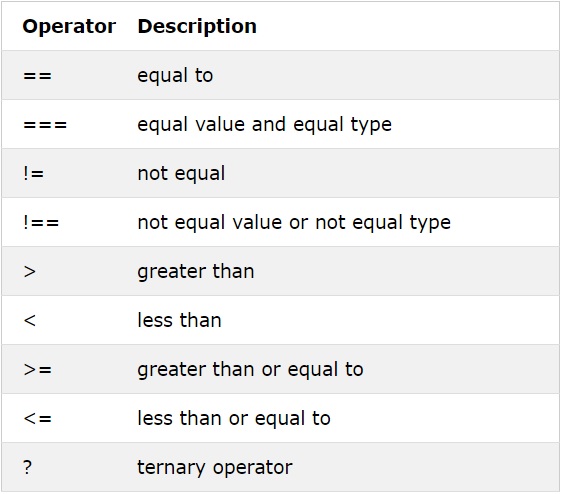 Operator Description
== equal to
=== equal value and equal type
!= not equal
!== not equal value or not equal type
> greater than
< less than
>= greater than or equal to
<= less than or equal to
? ternary operator